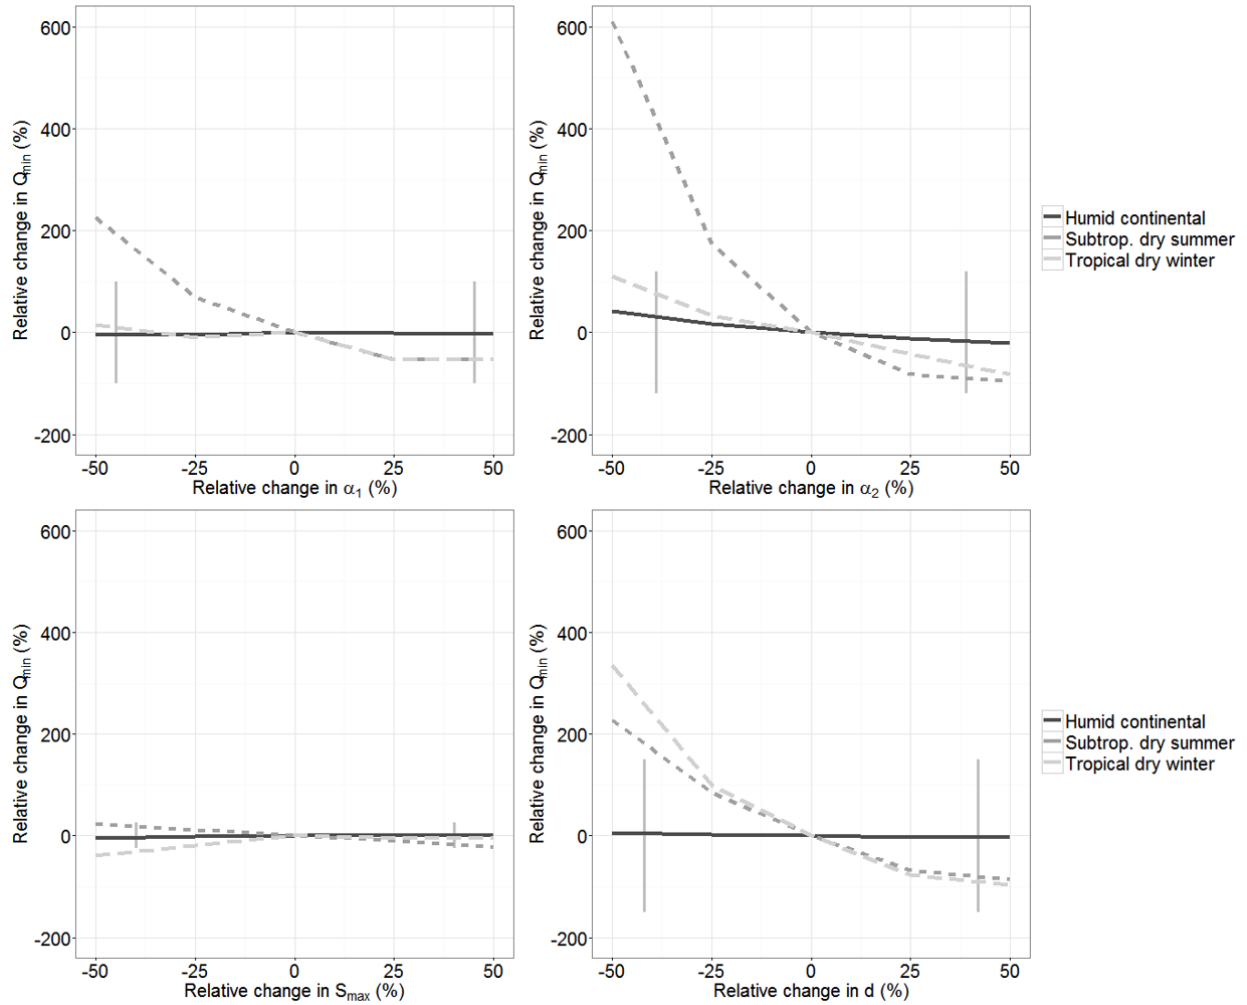 600
400
200
0
-200
Relative change in Qmin (%)
-50 -25 0 25 50
Relative change in α1 (%)
600
400
200
0
-200
Relative change in Qmin (%)
-50 -25 0 25 50
Relative change in α2 (%)
Humid continental
Subtrop. dry summer
Tropical dry winter
600
400
200
0
-200
Relative change in Qmin (%)
-50 -25 0 25 50
Relative change in Smax (%)
600
400
200
0
-200
Relative change in Qmin (%)
-50 -25 0 25 50
Relative change in d (%)
Humid continental
Subtrop. dry summer
Tropical dry winter